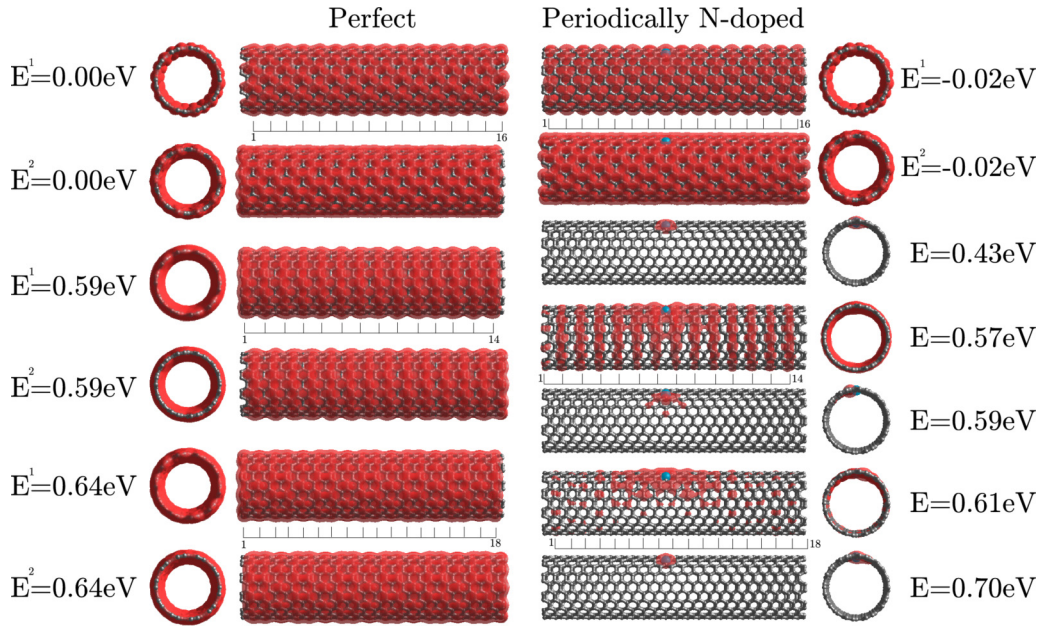 Perfect
Periodically N-doped
E¹=0.00eV
E¹=-0.02eV
1 16
1 16
E²=0.00eV
E²=-0.02eV
E=0.43eV
E¹=0.59eV
E=0.57eV
1 14
1 14
E²=0.59eV
E=0.59eV
E¹=0.64eV
E=0.61eV
1 18
1 18
E²=0.64eV
E=0.70eV